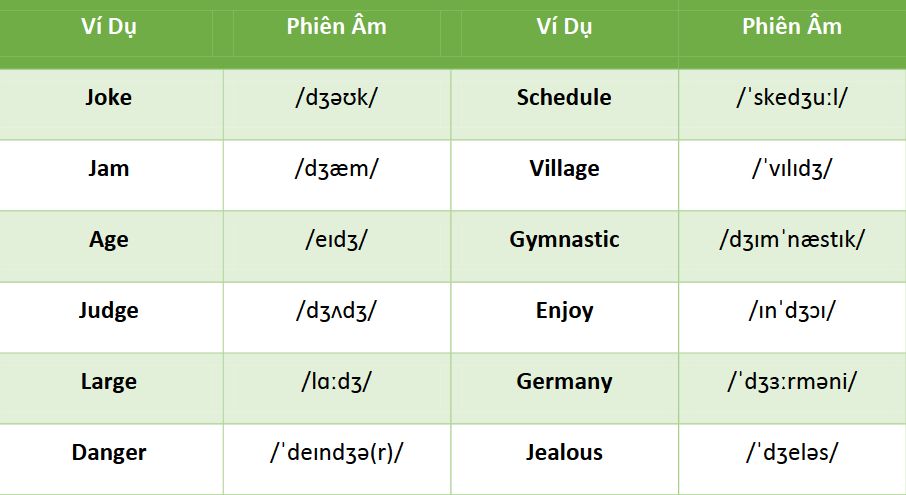 Ví Dụ Phiên Âm Ví Dụ Phiên Âm
Joke /dʒəʊk/ Schedule /ˈskedʒuːl/
Jam /dʒæm/ Village /ˈvɪlɪdʒ/
Age /eɪdʒ/ Gymnastic /dʒɪmˈnæstɪk/
Judge /dʒʌdʒ/ Enjoy /ɪnˈdʒɔɪ/
Large /lɑːdʒ/ Germany /ˈdʒɜːrməni/
Danger /ˈdeɪndʒə(r)/ Jealous /ˈdʒeləs/